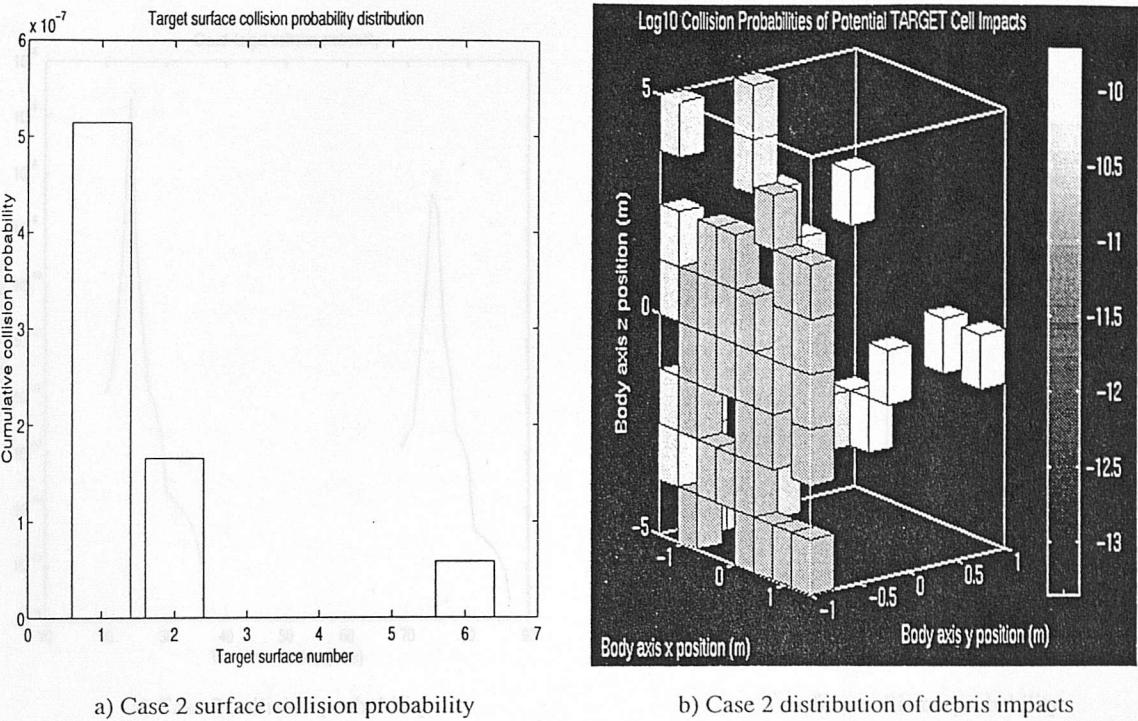 Target surface collision probability distribution
x 10-7
6
5
4
3
2
1
0
Cumulative collision probability
0 1 2 3 4 5 6 7
Target surface number
a) Case 2 surface collision probability
Log10 Collision Probabilities of Potential TARGET Cell Impacts
5
0
-5
Body axis z position (m)
-1 0 1
Body axis x position (m)
-1 -0.5 0 0.5 1
Body axis y position (m)
-10
-10.5
-11
-11.5
-12
-12.5
-13
b) Case 2 distribution of debris impacts